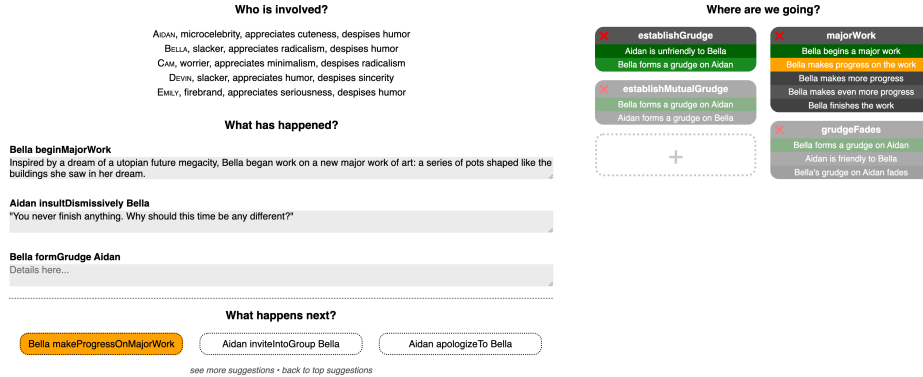 Who is involved?
AIDAN, microcelebrity, appreciates cuteness, despises humor
BELLA, slacker, appreciates radicalism, despises humor
CAM, worrier, appreciates minimalism, despises radicalism
DEVIN, slacker, appreciates humor, despises sincerity
EMILY, firebrand, appreciates seriousness, despises humor
What has happened?
Bella beginMajorWork
Inspired by a dream of a utopian future megacity, Bella began work on a new major work of art: a series of pots shaped like the
buildings she saw in her dream.
Aidan insultDismissively Bella
"You never finish anything. Why should this time be any different?"
Bella formGrudge Aidan
Details here...
What happens next?
Bella makeProgressOnMajorWork
Aidan inviteIntoGroup Bella
Aidan apologizeTo Bella
see more suggestions • back to top suggestions
Where are we going?
establishGrudge
Aidan is unfriendly to Bella
Bella forms a grudge on Aidan
establishMutualGrudge
Bella forms a grudge on Aidan
Aidan forms a grudge on Bella
majorWork
Bella begins a major work
Bella makes progress on the work
Bella makes more progress
Bella makes even more progress
Bella finishes the work
grudgeFades
Bella forms a grudge on Aidan
Aidan is friendly to Bella
Bella's grudge on Aidan fades